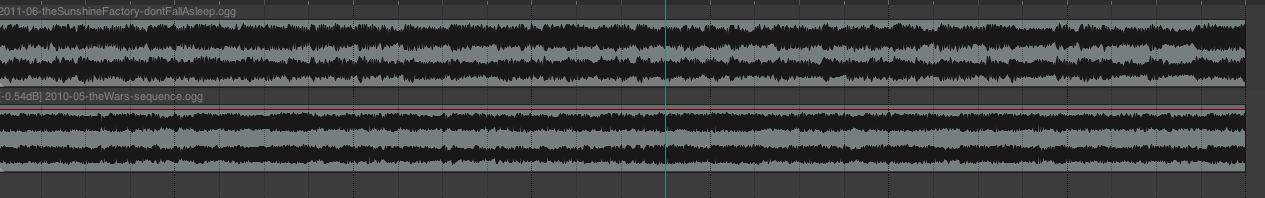 2011-06-theSunshineFactory-dontFallAsleep.ogg
[-0.54dB] 2010-05-theWars-sequence.ogg